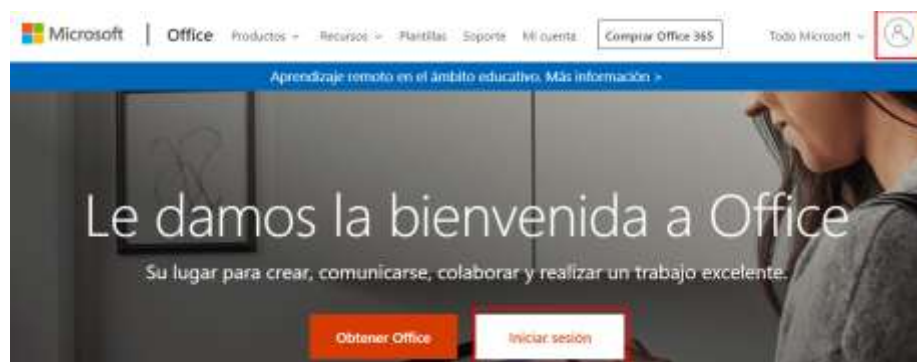 Microsoft | Office Productos Recursos Plantillas Soporte Mi cuenta Comprar Office 365 Todo Microsoft
Aprendizaje remoto en el ámbito educativo. Más información >
Le damos la bienvenida a Office
Su lugar para crear, comunicarse, colaborar y realizar un trabajo excelente.
Obtener Office Iniciar sesión